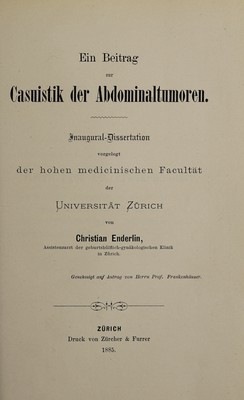 Ein Beitrag
zur
Casuistik der Abdominaltumoren.
Inaugural-Dissertation
vorgelegt
der hohen medicinischen Facultät
der
UNIVERSITÄT ZÜRICH
von
Christian Enderlin,
Assistenzarzt der geburtshülflich-gynäkologischen Klinik
in Zürich.
Genehmigt auf Antrag von Herrn Prof. Frankenhäuser.
ZÜRICH
Druck von Zürcher & Furrer
1885.